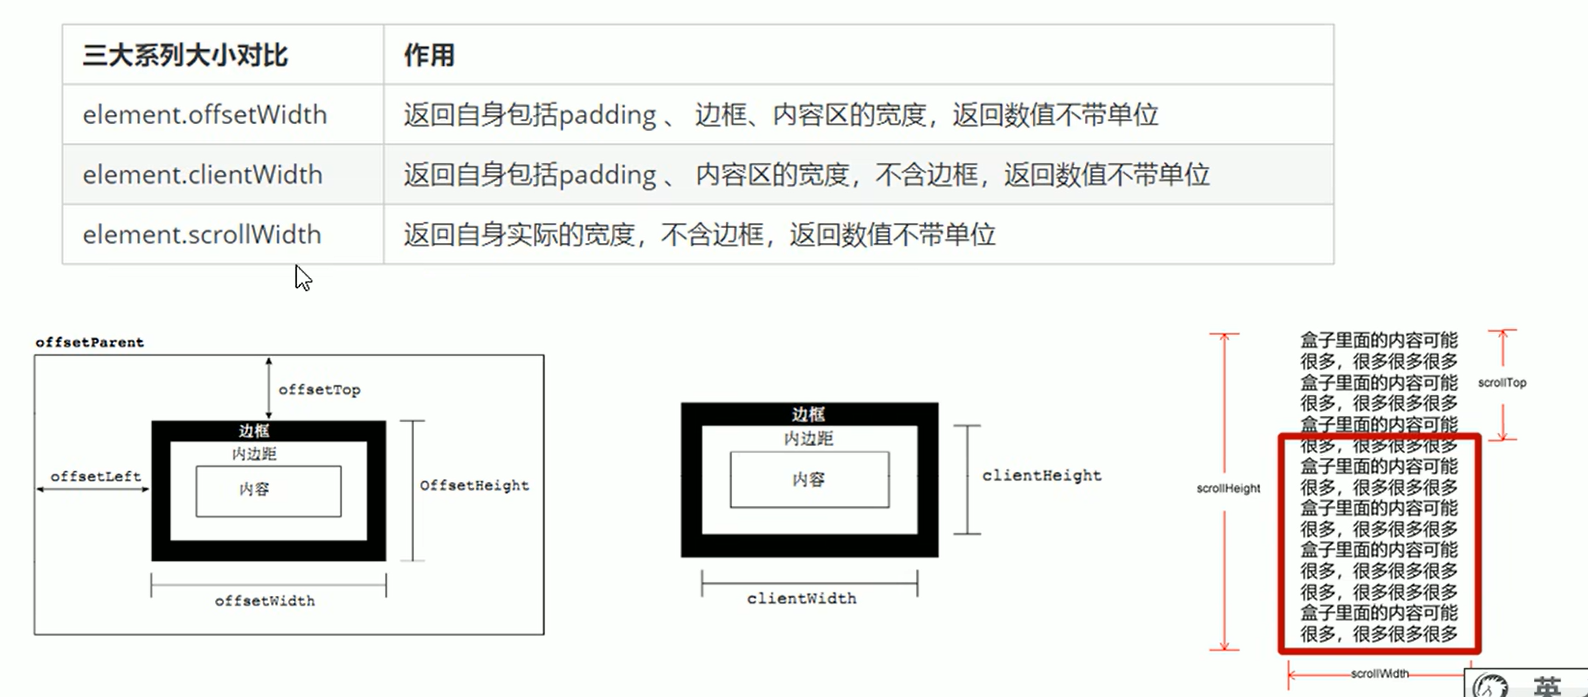 三大系列大小对比 作用
element.offsetWidth 返回自身包括padding 、 边框、内容区的宽度，返回数值不带单位
element.clientWidth 返回自身包括padding 、 内容区的宽度，不含边框，返回数值不带单位
element.scrollWidth 返回自身实际的宽度，不含边框，返回数值不带单位
offsetParent
offsetTop
边框
内边距
offsetLeft
内容
OffsetHeight
offsetWidth
边框
内边距
内容
clientHeight
clientWidth
盒子里面的内容可能
很多，很多很多很多
盒子里面的内容可能
很多，很多很多很多
盒子里面的内容可能
很多，很多很多很多
盒子里面的内容可能
很多，很多很多很多
盒子里面的内容可能
很多，很多很多很多
盒子里面的内容可能
很多，很多很多很多
很多，很多很多很多
盒子里面的内容可能
很多，很多很多很多
scrollTop
scrollHeight
scrollWidth
英